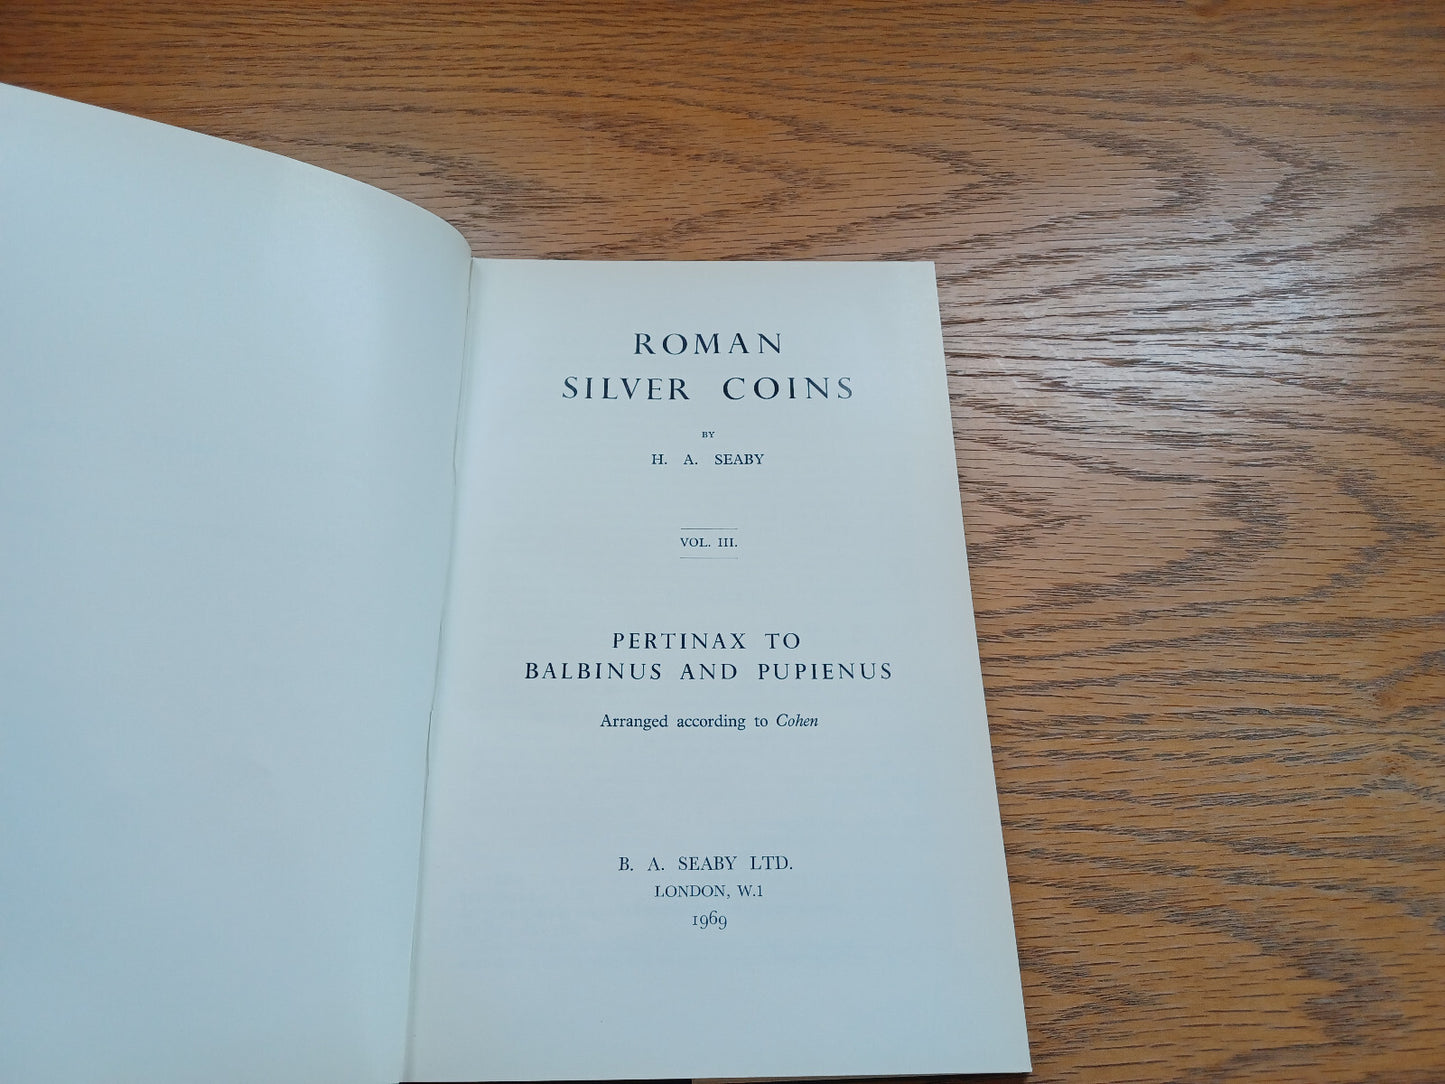 ROMAN
SILVER COINS
BY
H. A. SEABY
VOL. III.
PERTINAX TO
BALBINUS AND PUPIENUS
Arranged according to Cohen
B. A. SEABY LTD.
LONDON, W.1
1969